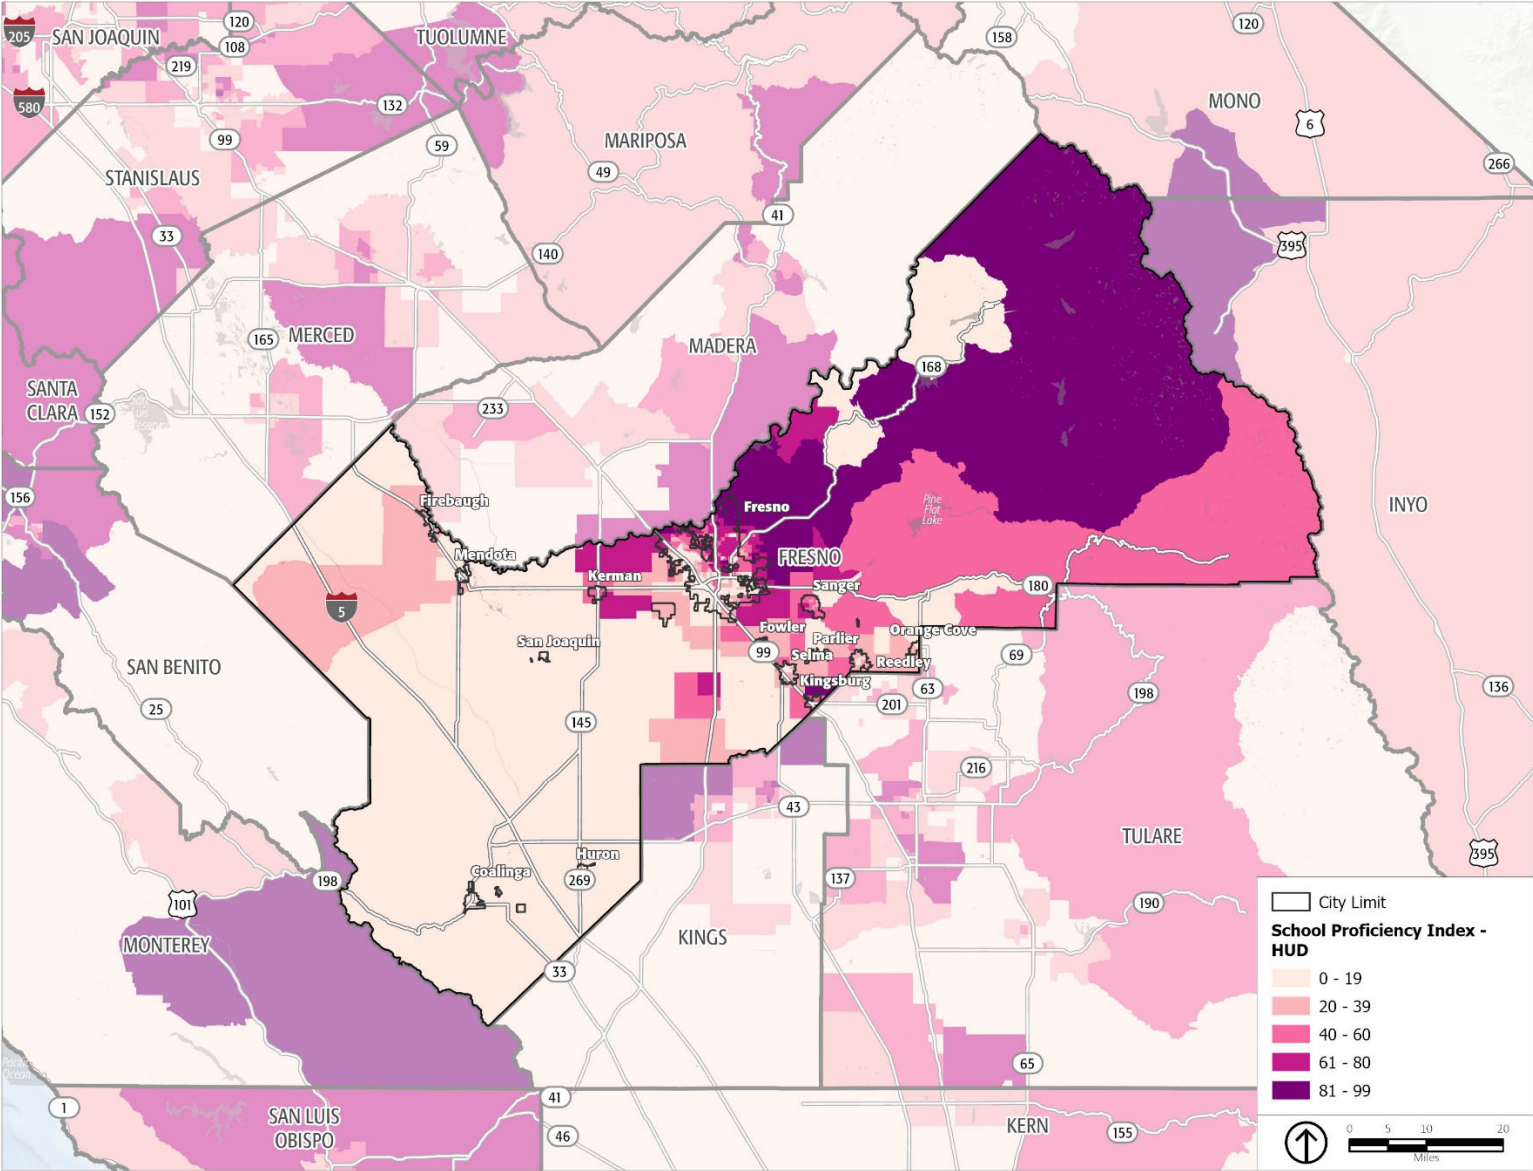 120
205
SAN JOAQUIN
TUOLUMNE
120
108
158
219
580
132
MONO
6
99
59
MARIPOSA
266
49
STANISLAUS
41
33
140
395
165
MERCED
MADERA
168
SANTA
CLARA
152
233
156
Firebaugh
Fresno
Pine
Flat
Lake
INYO
Mendota
FRESNO
Kerman
Sanger
180
5
Fowler
Orange Cove
San Joaquin
Parlier
99
Selma
Reedley
69
SAN BENITO
Kingsburg
63
198
136
25
201
145
216
43
TULARE
Huron
395
Coalinga
269
198
137
101
190
MONTEREY
KINGS
33
65
Pacific
Ocean
41
1
SAN LUIS
OBISPO
46
KERN
155
City Limit
School Proficiency Index -
HUD
0 - 19
20 - 39
40 - 60
61 - 80
81 - 99
0 5 10 20
Miles